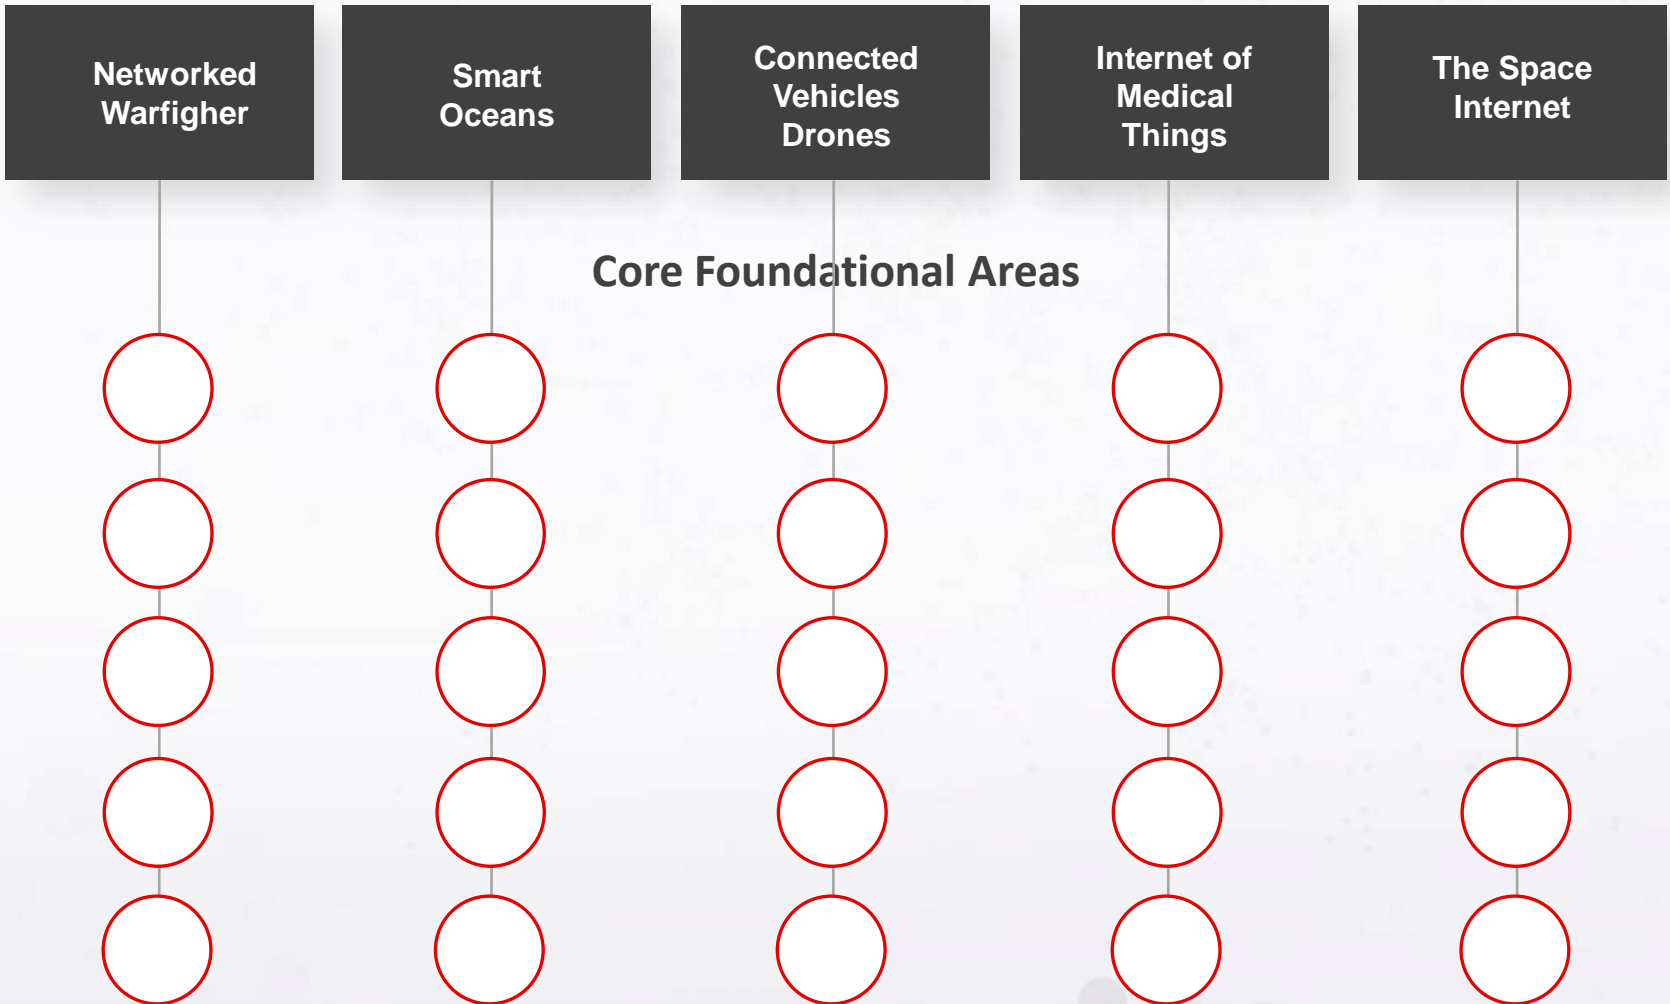 Networked
Warfigher
Smart
Oceans
Connected
Vehicles
Drones
Internet of
Medical
Things
The Space
Internet
Core Foundational Areas